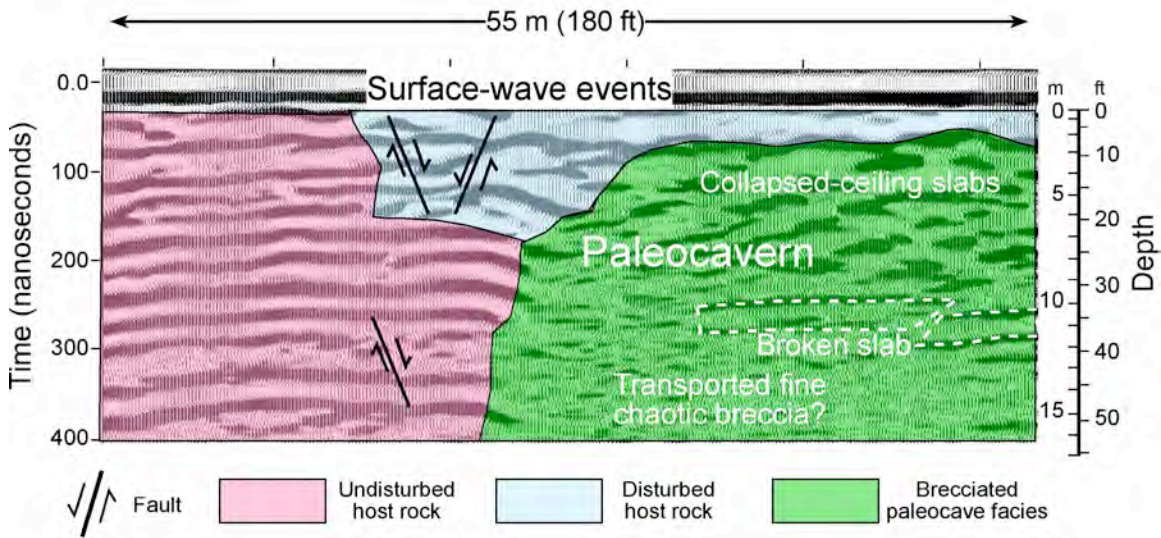 55 m (180 ft)
Surface-wave events
Time (nanoseconds)
0.0
100
200
300
400
m
ft
0
5
10
15
0
10
20
30
40
50
Depth
Collapsed-ceiling slabs
Paleocavern
Broken slab
Transported fine
chaotic breccia?
Fault
Undisturbed
host rock
Disturbed
host rock
Brecciated
paleocave facies